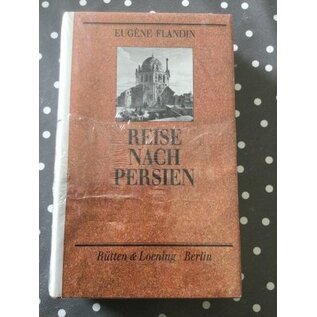 EUGÈNE FLANDIN
REISE
NACH
PERSIEN
Rütten & Loening · Berlin